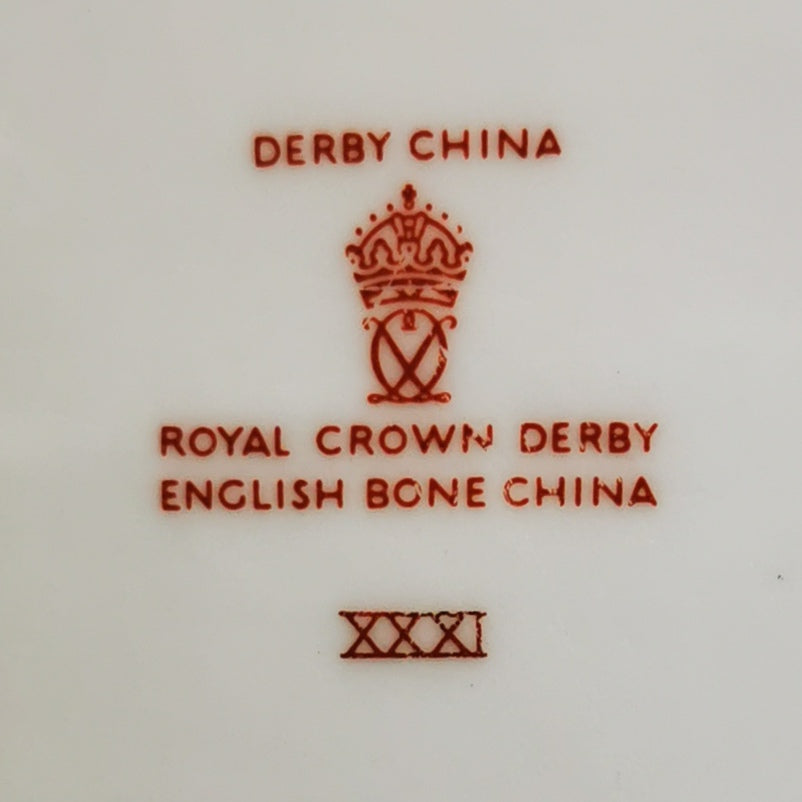 DERBY CHINA
ROYAL CROWN DERBY
ENGLISH BONE CHINA
XXXI